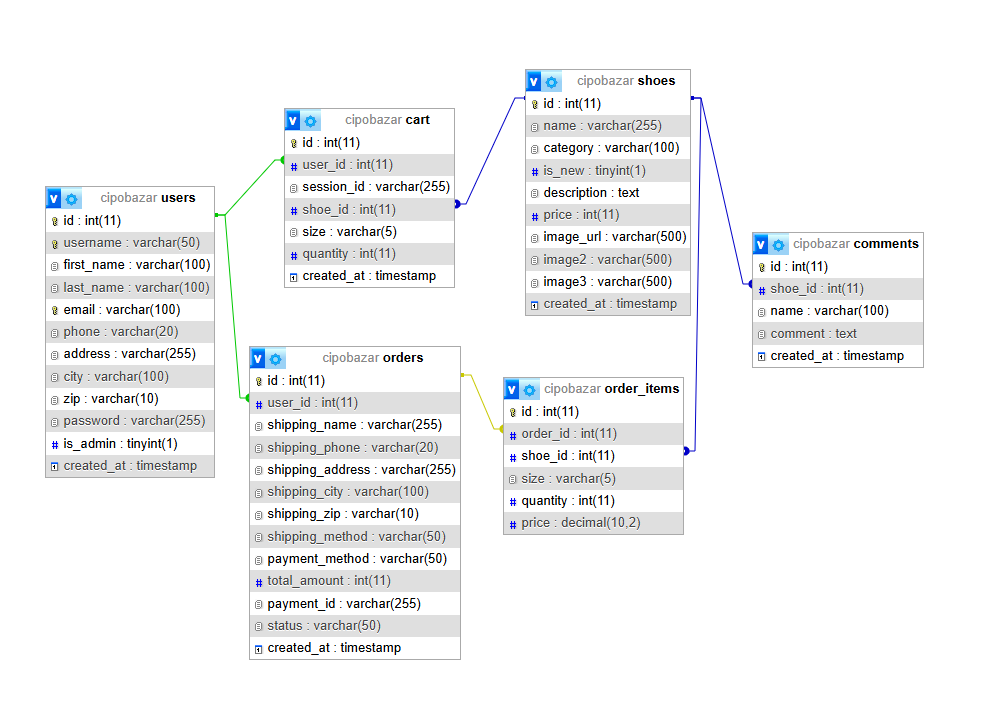 cipobazar users
id : int(11)
username : varchar(50)
first_name : varchar(100)
last_name : varchar(100)
email : varchar(100)
phone : varchar(20)
address : varchar(255)
city : varchar(100)
zip : varchar(10)
password : varchar(255)
is_admin : tinyint(1)
created_at : timestamp
cipobazar cart
id : int(11)
user_id : int(11)
session_id : varchar(255)
shoe_id : int(11)
size : varchar(5)
quantity : int(11)
created_at : timestamp
cipobazar orders
id : int(11)
user_id : int(11)
shipping_name : varchar(255)
shipping_phone : varchar(20)
shipping_address : varchar(255)
shipping_city : varchar(100)
shipping_zip : varchar(10)
shipping_method : varchar(50)
payment_method : varchar(50)
total_amount : int(11)
payment_id : varchar(255)
status : varchar(50)
created_at : timestamp
cipobazar shoes
id : int(11)
name : varchar(255)
category : varchar(100)
is_new : tinyint(1)
description : text
price : int(11)
image_url : varchar(500)
image2 : varchar(500)
image3 : varchar(500)
created_at : timestamp
cipobazar order_items
id : int(11)
order_id : int(11)
shoe_id : int(11)
size : varchar(5)
quantity : int(11)
price : decimal(10,2)
cipobazar comments
id : int(11)
shoe_id : int(11)
name : varchar(100)
comment : text
created_at : timestamp